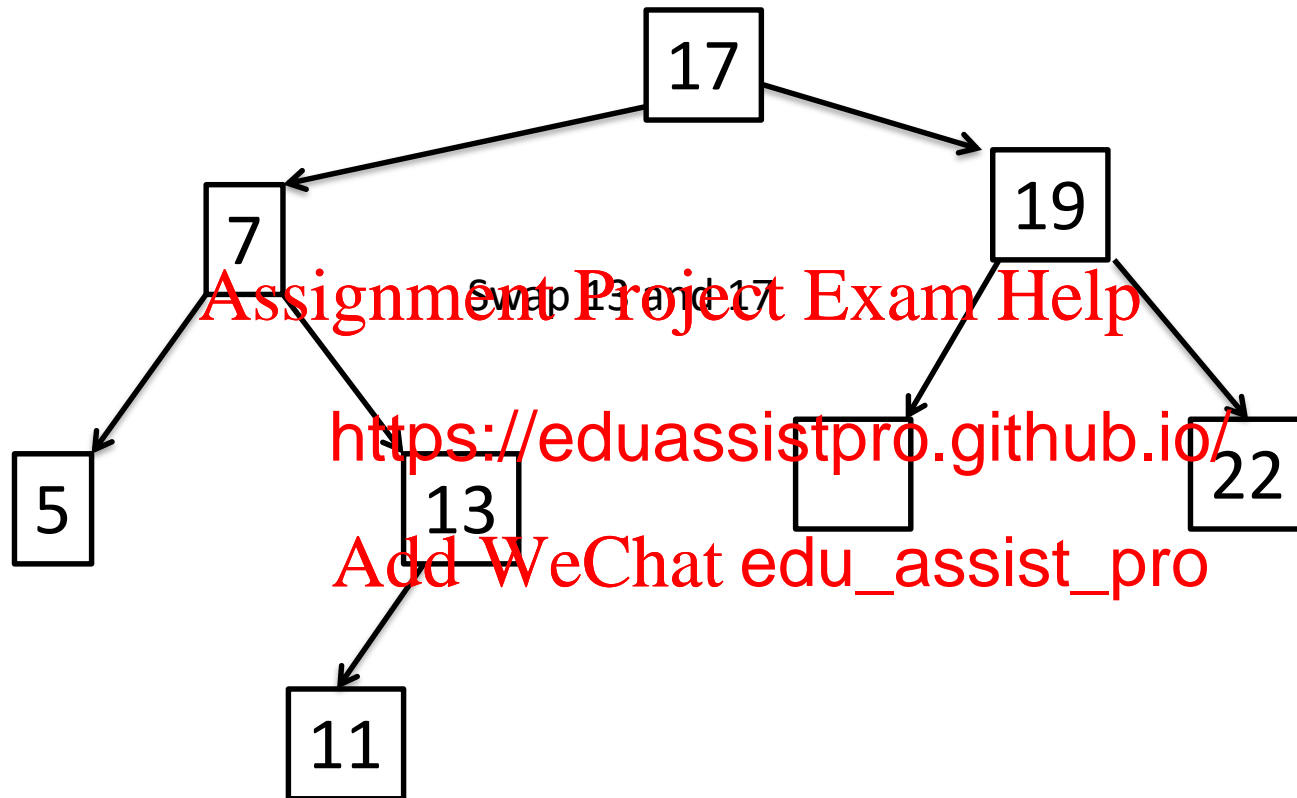 17
19
7
Swap 13 and 17
Assignment Project Exam Help
https://eduassistpro.github.io/
22
5
13
Add WeChat edu_assist_pro
11